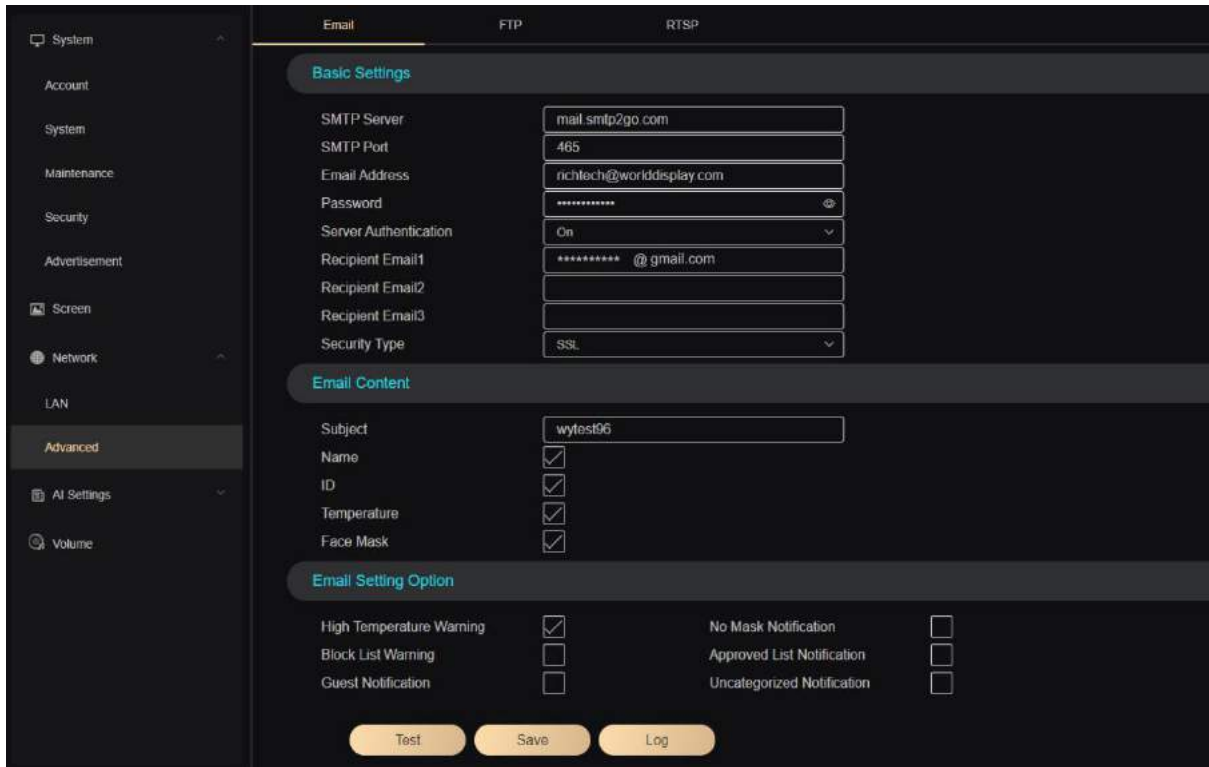 Email FTP RTSP
System
Account
System
Maintenance
Security
Advertisement
Screen
Network
LAN
Advanced
AI Settings
Volume
Basic Settings
SMTP Server mail.smtp2go.com
SMTP Port 465
Email Address richtech@worlddisplay.com
Password ************
Server Authentication On
Recipient Email1 ********** @ gmail.com
Recipient Email2
Recipient Email3
Security Type SSL
Email Content
Subject wytest96
Name
ID
Temperature
Face Mask
Email Setting Option
High Temperature Warning No Mask Notification
Block List Warning Approved List Notification
Guest Notification Uncategorized Notification
Test Save Log